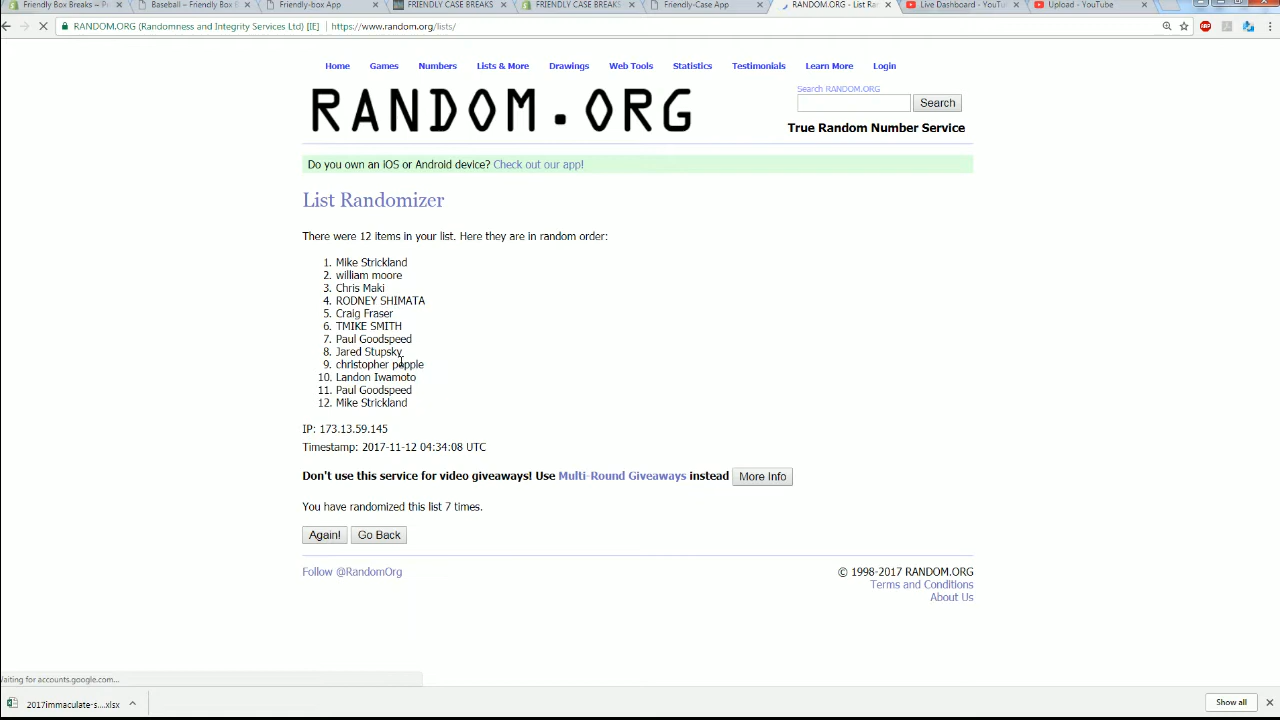 Friendly Box Breaks – P
Baseball – Friendly Box B
Friendly-box App
FRIENDLY CASE BREAKS
FRIENDLY CASE BREAKS
Friendly-Case App
RANDOM.ORG - List Ra
Live Dashboard - YouTu
Upload - YouTube
RANDOM.ORG (Randomness and Integrity Services Ltd) [IE] https://www.random.org/lists/
Home Games Numbers Lists & More Drawings Web Tools Statistics Testimonials Learn More Login
RANDOM.ORG
Search RANDOM.ORG
Search
True Random Number Service
Do you own an iOS or Android device? Check out our app!
List Randomizer
There were 12 items in your list. Here they are in random order:
1. Mike Strickland
2. william moore
3. Chris Maki
4. RODNEY SHIMATA
5. Craig Fraser
6. TMIKE SMITH
7. Paul Goodspeed
8. Jared Stupsky
9. christopher
10. Landon Iwamoto
11. Paul Goodspeed
12. Mike Strickland
IP: 173.13.59.145
Timestamp: 2017-11-12 04:34:08 UTC
Don't use this service for video giveaways! Use Multi-Round Giveaways instead More Info
You have randomized this list 7 times.
Again! Go Back
Follow @RandomOrg
© 1998-2017 RANDOM.ORG
Terms and Conditions
About Us
Waiting for accounts.google.com...
2017immaculate-s....xlsx
Show all